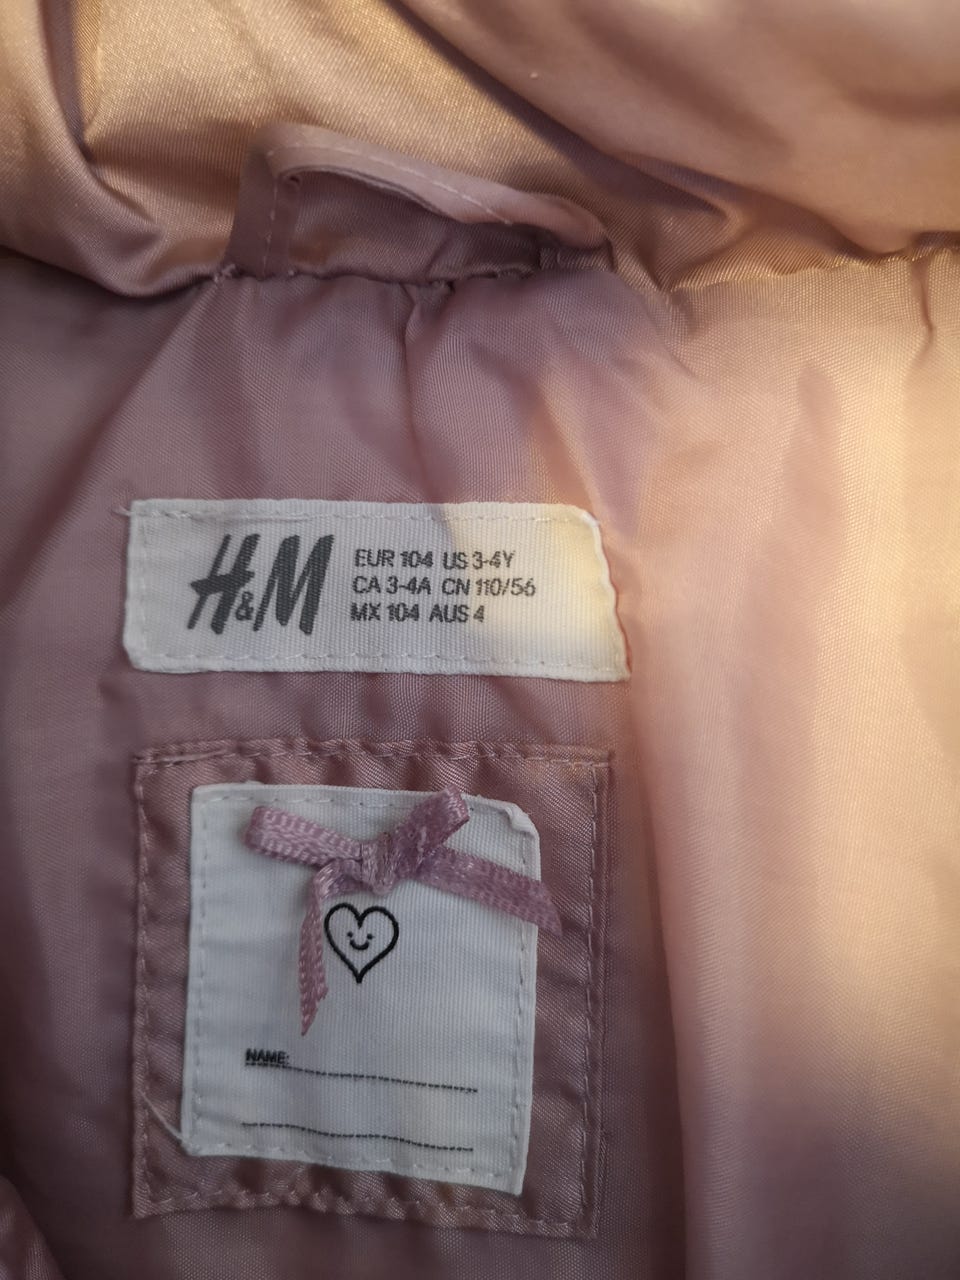 H&M
EUR 104 US 3-4Y
CA 3-4A CN 110/56
MX 104 AUS 4
NAME: